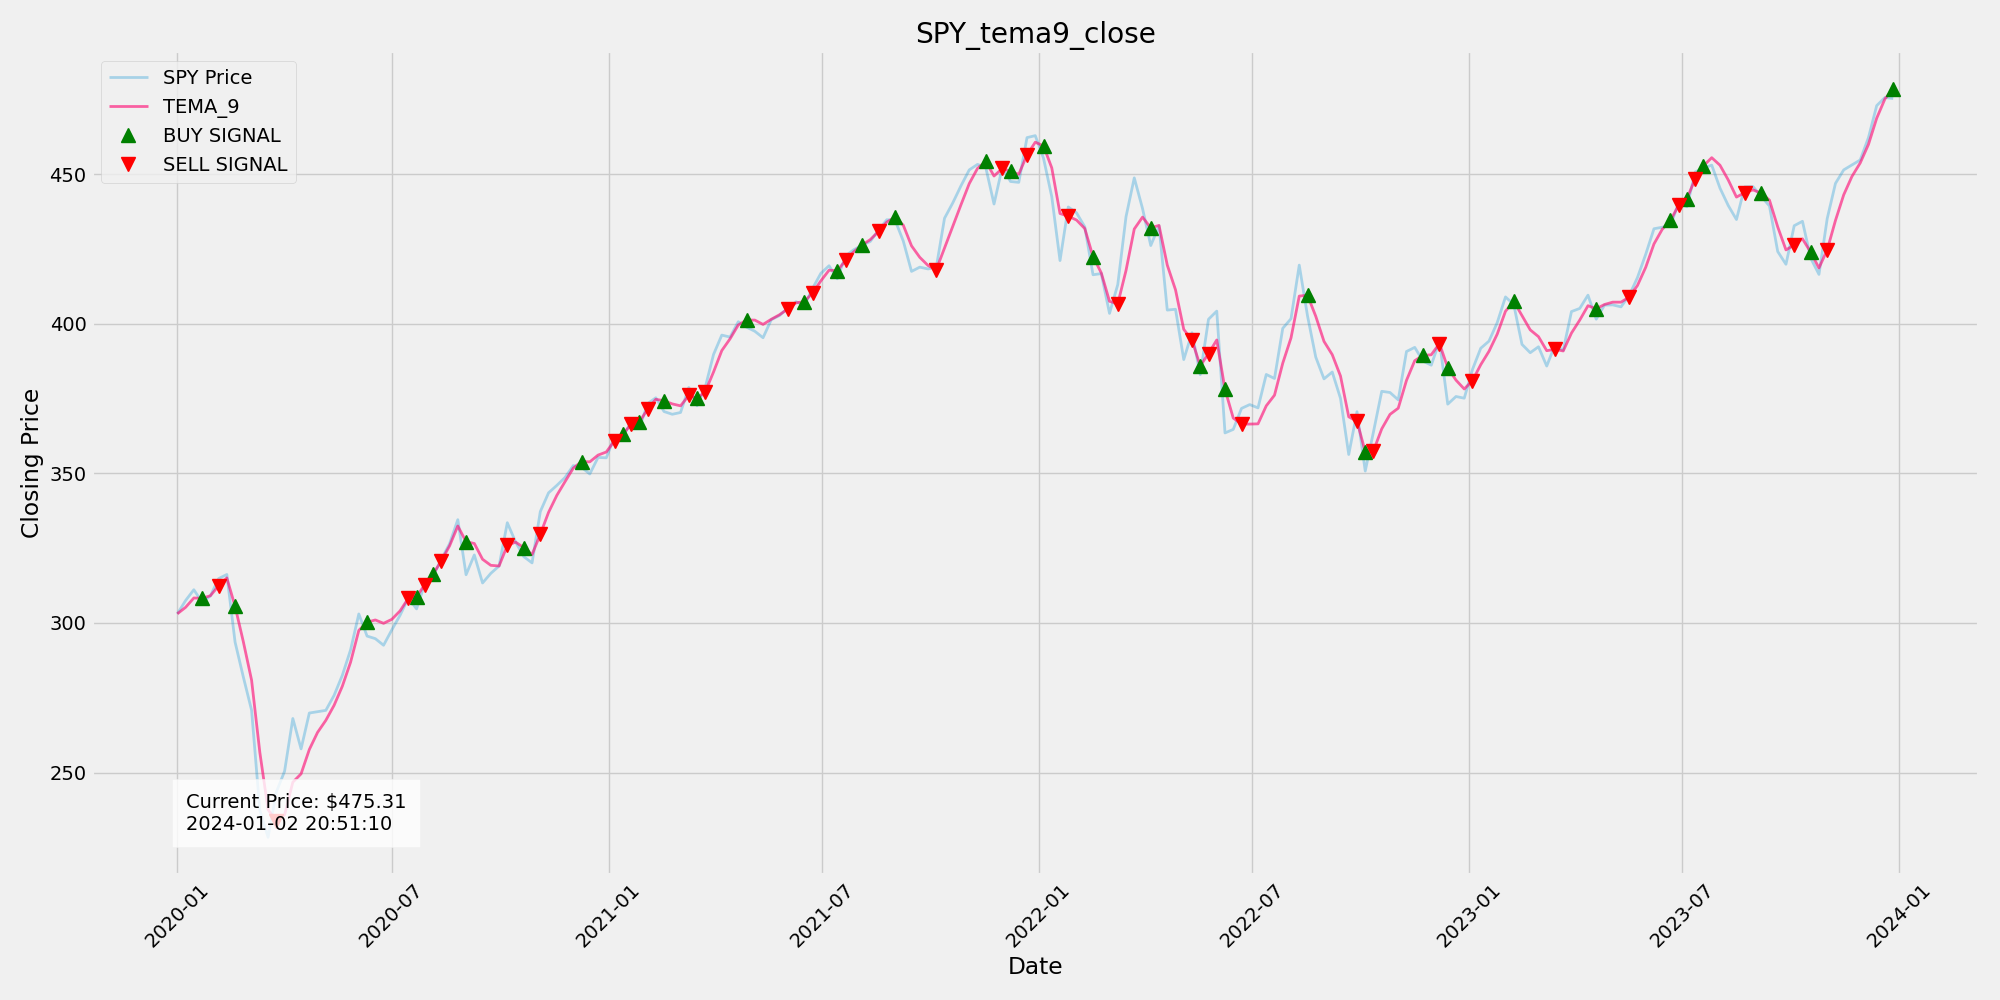 SPY_tema9_close
SPY Price
TEMA_9
BUY SIGNAL
SELL SIGNAL
450
400
350
300
250
Closing Price
Current Price: $475.31
2024-01-02 20:51:10
2020-01
2020-07
2021-01
2021-07
2022-01
2022-07
2023-01
2023-07
2024-01
Date